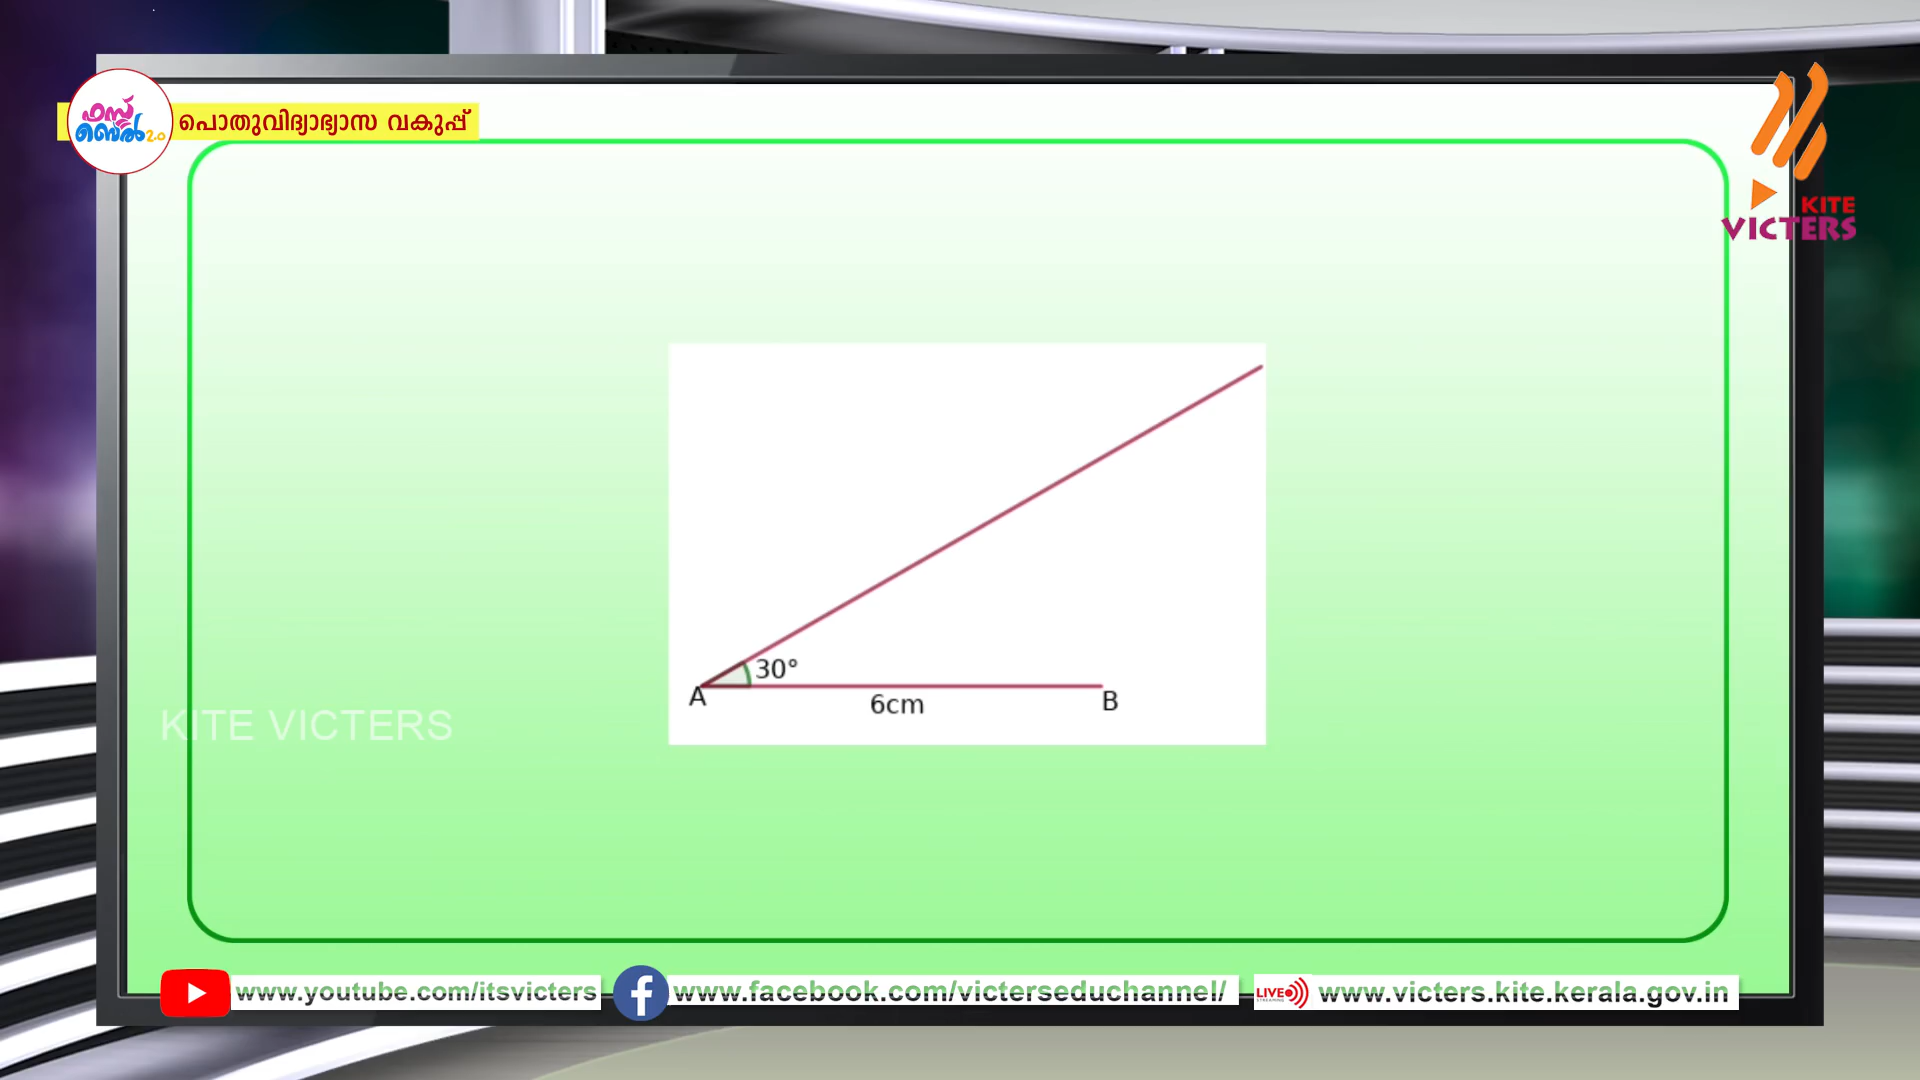 ഫസ്റ്റ്
ബെൽ 2.0
പൊതുവിദ്യാഭ്യാസ വകുപ്പ്
KITE
VICTERS
30°
A
6cm
B
KITE VICTERS
www.youtube.com/itsvicters
www.facebook.com/victerseduchannel/
LIVE
STREAMING
www.victers.kite.kerala.gov.in